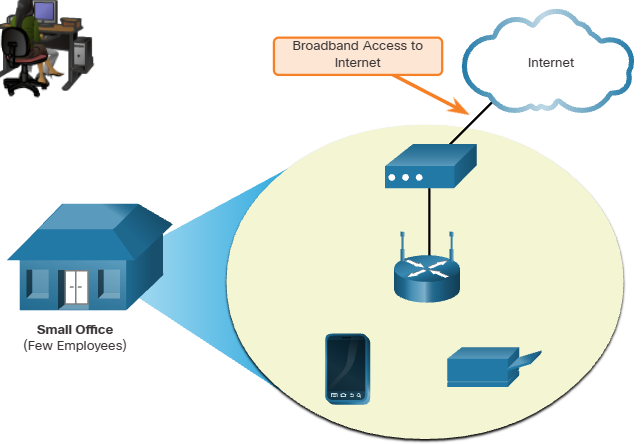 Broadband Access to
Internet
Internet
Small Office
(Few Employees)